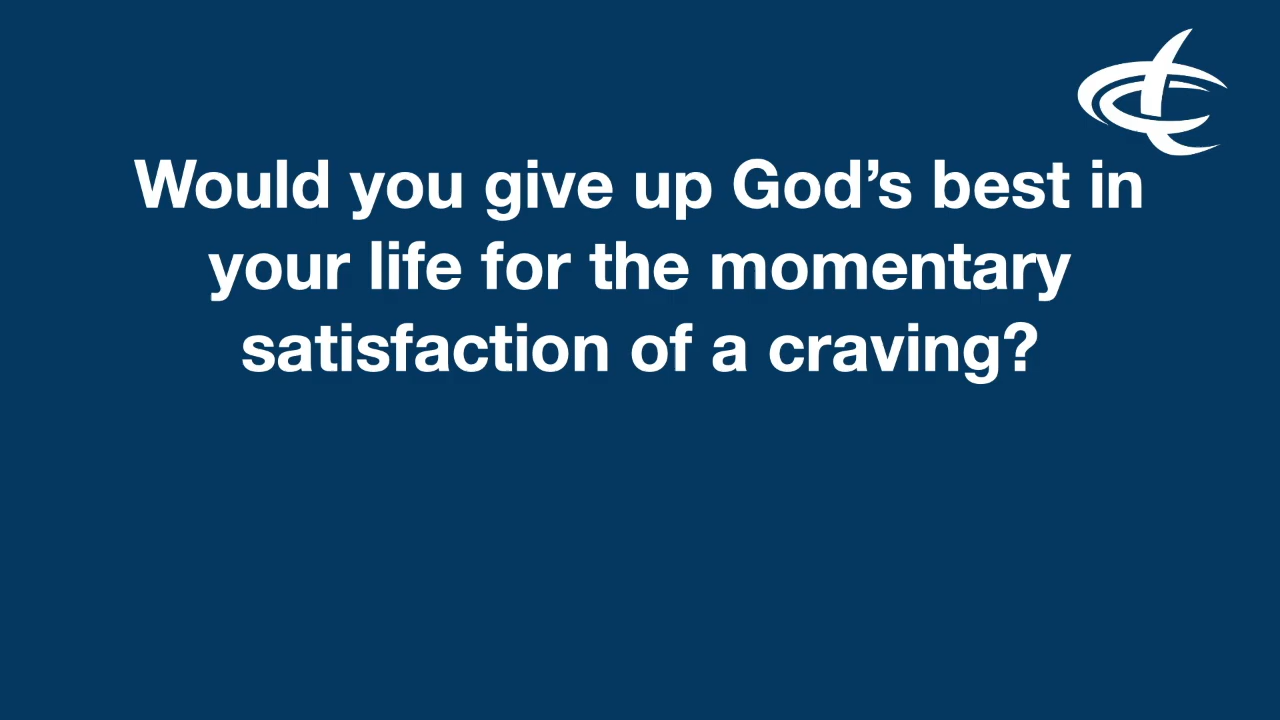 Would you give up God’s best in
your life for the momentary
satisfaction of a craving?